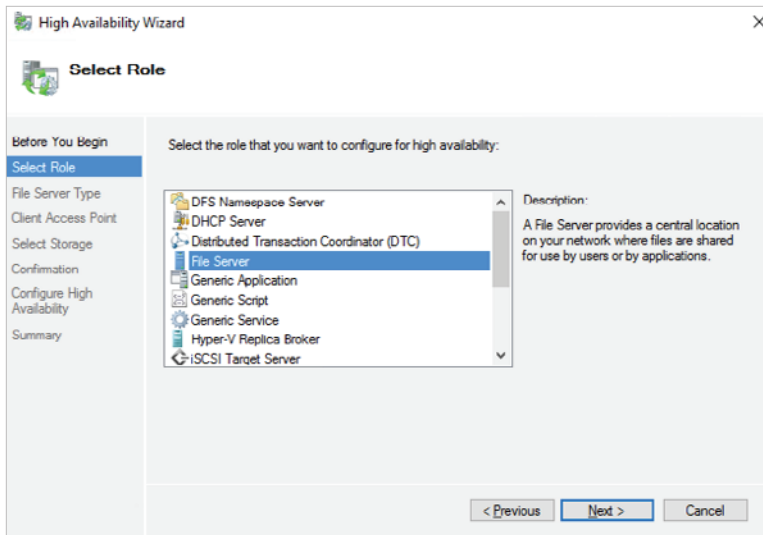 High Availability Wizard
Select Role
Before You Begin
Select Role
File Server Type
Client Access Point
Select Storage
Confirmation
Configure High
Availability
Summary
Select the role that you want to configure for high availability:
DFS Namespace Server
DHCP Server
Distributed Transaction Coordinator (DTC)
File Server
Generic Application
Generic Script
Generic Service
Hyper-V Replica Broker
iSCSI Target Server
Description:
A File Server provides a central location
on your network where files are shared
for use by users or by applications.
< Previous
Next >
Cancel